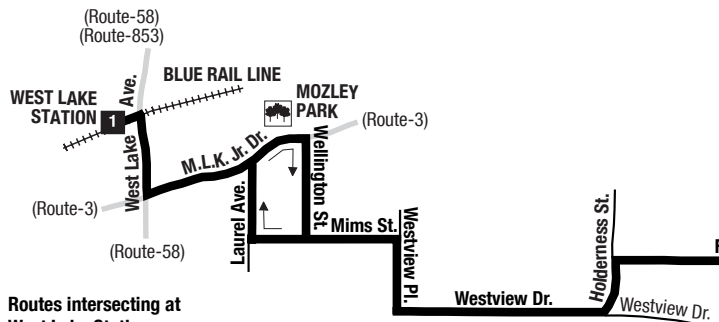 (Route-58)
(Route-853)
BLUE RAIL LINE
WEST LAKE
STATION
1
West Lake Ave.
MOZLEY
PARK
(Route-3)
M.L.K. Jr. Dr.
Wellington St.
(Route-3)
(Route-58)
Laurel Ave.
Mims St.
Westview Pl.
Holderness St.
Westview Dr.
Westview Dr.
Routes intersecting at